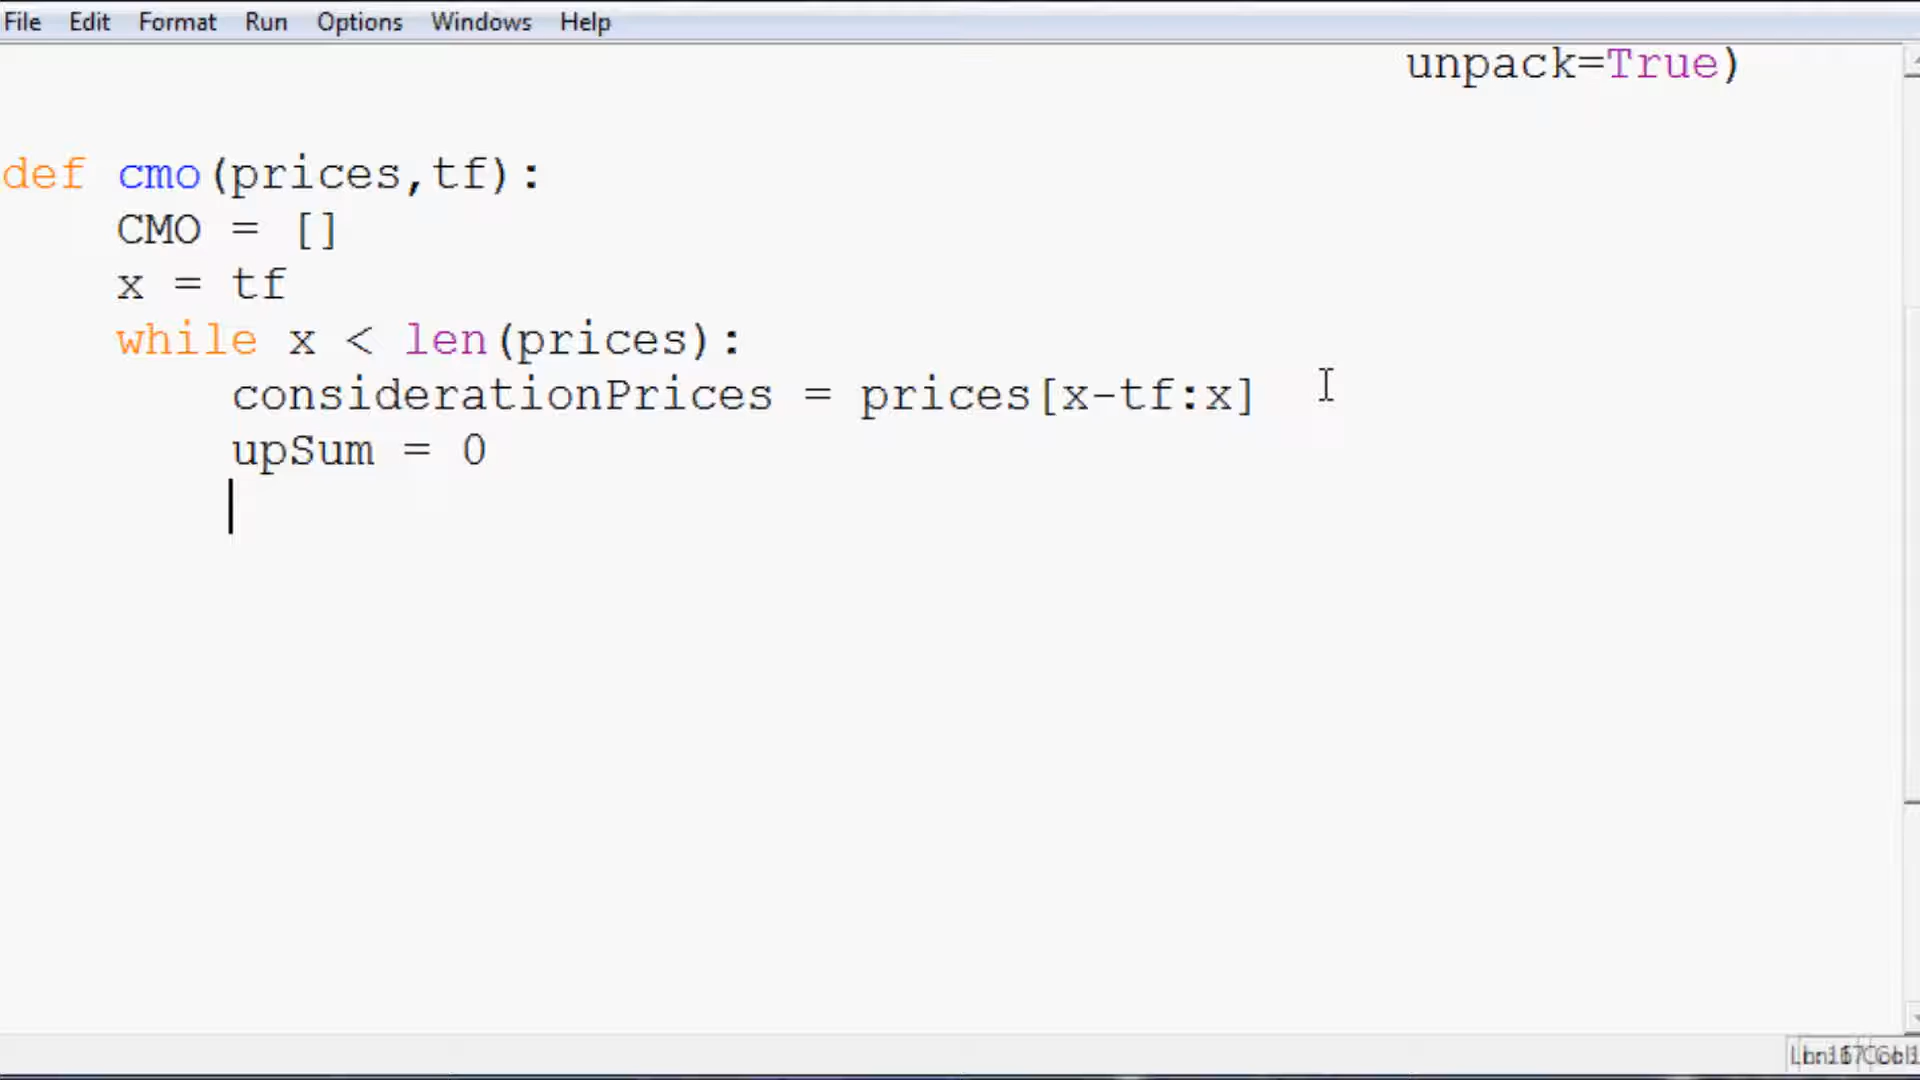 File Edit Format Run Options Windows Help
unpack=True)
def cmo(prices,tf):
CMO = []
x = tf
while x < len(prices):
considerationPrices = prices[x-tf:x]
upSum = 0